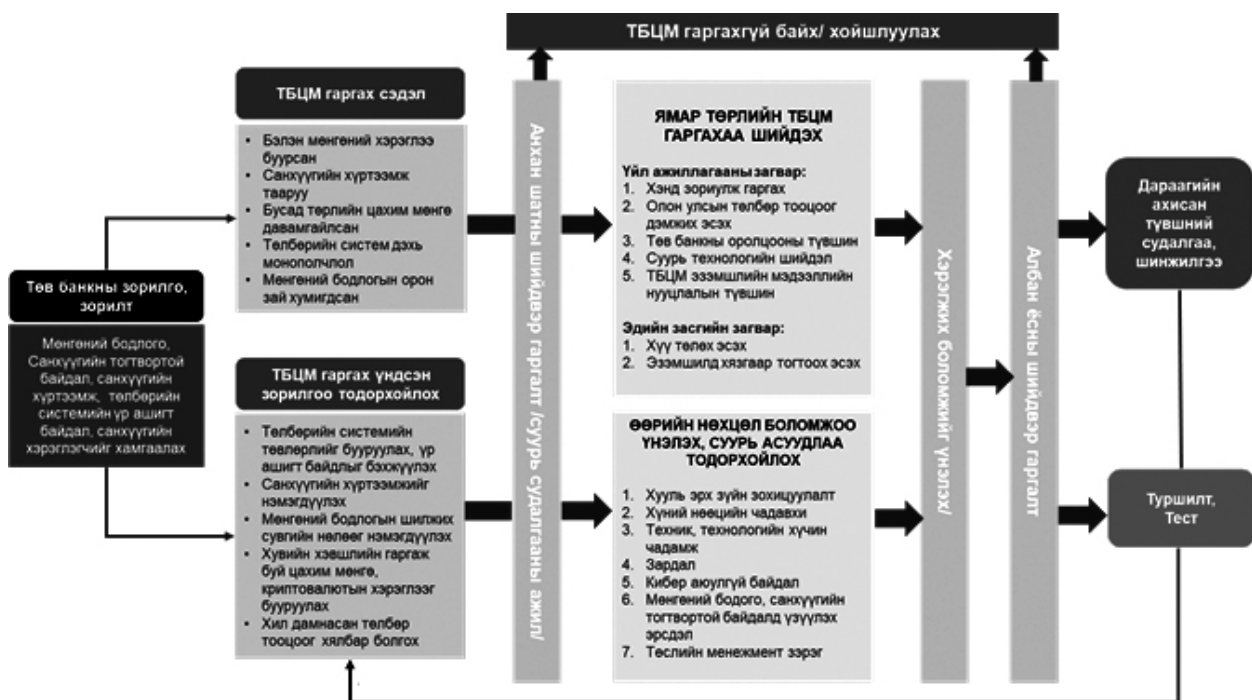 ТБЦМ гаргахгүй байх/ хойшлуулах
Төв банкны зорилго,
зорилт
Мөнгөний бодлого,
Санхүүгийн тогтвортой
байдал, санхүүгийн
хүртээмж, төлбөрийн
системийн үр ашигт
байдал, санхүүгийн
хэрэглэгчийг хамгаалах
ТБЦМ гаргах сэдэл
• Бэлэн мөнгөний хэрэглээ
буурсан
• Санхүүгийн хүртээмж
тааруу
• Бусад төрлийн цахим мөнгө
давамгайлсан
• Төлбөрийн систем дэхь
монополчлол
• Мөнгөний бодлогын орон
зай хумигдсан
ТБЦМ гаргах үндсэн
зорилгоо тодорхойлох
• Төлбөрийн системийн
төвлөрлийг бууруулах, үр
ашигт байдлыг бэхжүүлэх
• Санхүүгийн хүртээмжийг
нэмэгдүүлэх
• Мөнгөний бодлогын шилжих
сувгийн нөлөөг нэмэгдүүлэх
• Хувийн хэвшлийн гаргаж
буй цахим мөнгө,
криптовалютын хэрэглээг
бууруулах
• Хил дамнасан төлбөр
тооцоог хялбар болгох
Анхан шатны шийдвэр гаргалт /суурь судалгааны ажил/
ЯМАР ТӨРЛИЙН ТБЦМ
ГАРГАХАА ШИЙДЭХ
Үйл ажиллагааны загвар:
1. Хэнд зориулж гаргах
2. Олон улсын төлбөр тооцоог
дэмжих эсэх
3. Төв банкны оролцооны түвшин
4. Суурь технологийн шийдэл
5. ТБЦМ эзэмшлийн мэдээллийн
нууцлалын түвшин
Эдийн засгийн загвар:
1. Хүү төлөх эсэх
2. Эзэмшилд хязгаар тогтоох эсэх
ӨӨРИЙН НӨХЦӨЛ БОЛОМЖОО
ҮНЭЛЭХ, СУУРЬ АСУУДЛАА
ТОДОРХОЙЛОХ
1. Хууль эрх зүйн зохицуулалт
2. Хүний нөөцийн чадавхи
3. Техник, технологийн хүчин
чадамж
4. Зардал
5. Кибер аюулгүй байдал
6. Мөнгөний бодого, санхүүгийн
тогтвортой байдалд үзүүлэх
эрсдэл
7. Төслийн менежмент зэрэг
Хэрэгжих боломжийг үнэлэх/
Албан ёсны шийдвэр гаргалт
Дараагийн
ахисан
түвшний
судалгаа,
шинжилгээ
Туршилт,
Тест